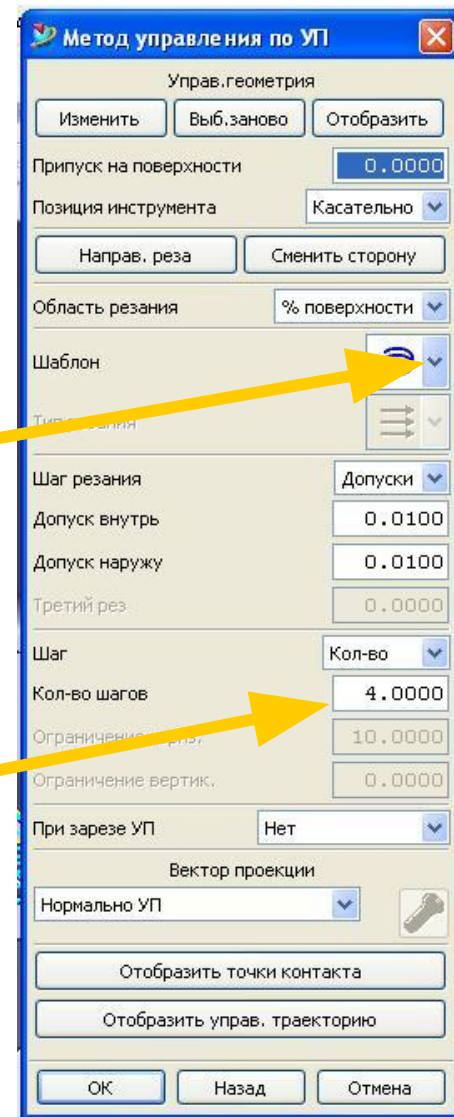 Метод управления по УП
Управ.геометрия
Изменить Выб.заново Отобразить
Припуск на поверхности 0.0000
Позиция инструмента Касательно
Направ. реза Сменить сторону
Область резания % поверхности
Шаблон
Шаг резания Допуски
Допуск внутрь 0.0100
Допуск наружу 0.0100
Третий рез 0.0000
Шаг Кол-во
Кол-во шагов 4.0000
Ограничение 10.0000
Ограничение вертик. 0.0000
При зарезе УП Нет
Вектор проекции
Нормально УП
Отобразить точки контакта
Отобразить управ. траекторию
ОК Назад Отмена